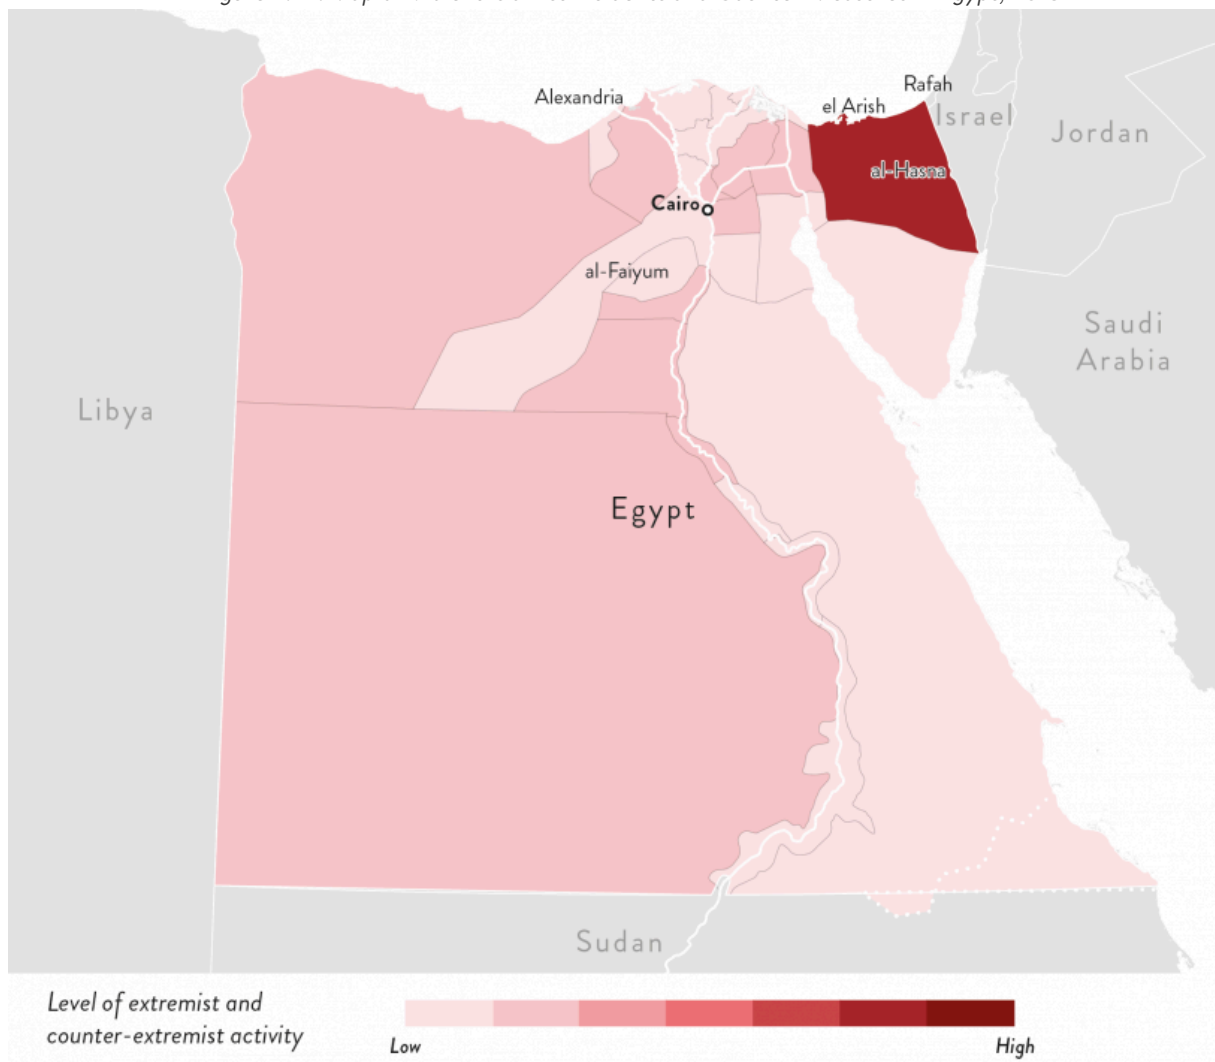 Alexandria
Rafah
el Arish
Israel
Jordan
al-Hasna
Cairo
al-Faiyum
Saudi
Arabia
Libya
Egypt
Sudan
Level of extremist and
counter-extremist activity
Low
High